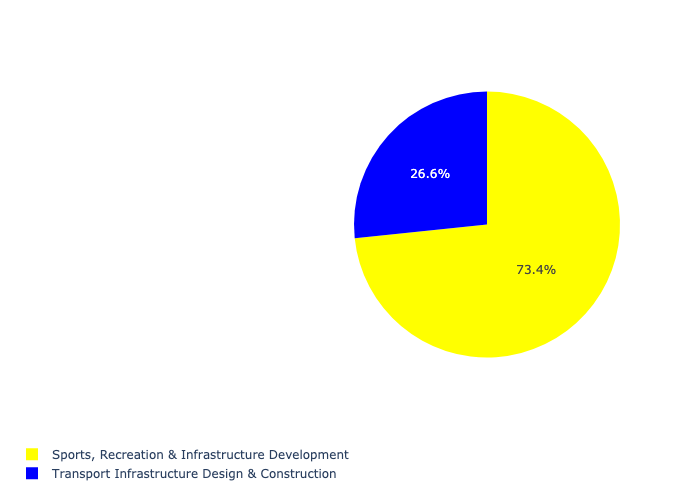 26.6%
73.4%
Sports, Recreation & Infrastructure Development
Transport Infrastructure Design & Construction